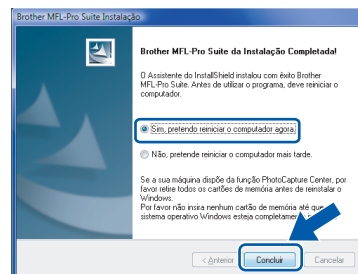 Brother MFL-Pro Suite Instalação
Brother MFL-Pro Suite da Instalação Completada!
O Assistente do InstallShield instalou com êxito Brother
MFL-Pro Suite. Antes de utilizar o programa, deve reiniciar o
computador.
Sim, pretendo reiniciar o computador agora.
Não, pretende reiniciar o computador mais tarde.
Se a sua máquina dispõe da função PhotoCapture Center, por
favor retire todos os cartões de memória antes de reinstalar o
Windows.
Por favor não insira nenhum cartão de memória até que
sistema operativo Windows esteja completamente
< Anterior
Concluir
Cancelar